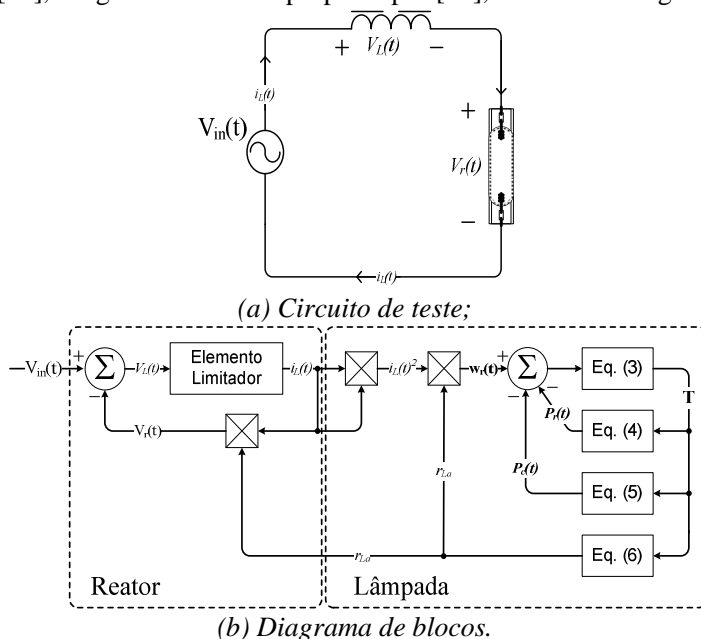 V_L(t)
+ −
i_L(t)
V_in(t)
+
V_r(t)
−
i_L(t)
(a) Circuito de teste;
V_in(t) + Σ − V_L(t) Elemento Limitador i_L(t) i_L(t)² w_r(t) + Σ − − Eq. (3)
T
P_r(t) Eq. (4)
V_r(t)
P_c(t) Eq. (5)
r_La
r_La Eq. (6)
Reator Lâmpada
(b) Diagrama de blocos.